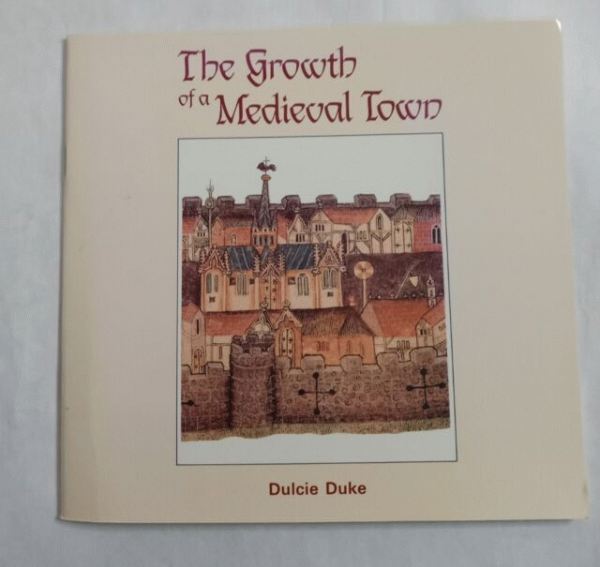 The Growth
of a Medieval Town
Dulcie Duke